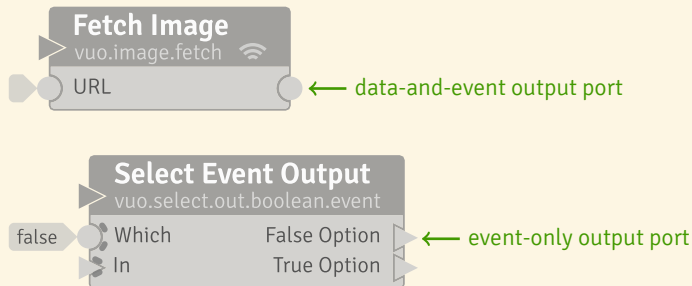 Fetch Image
vuo.image.fetch
URL
data-and-event output port
Select Event Output
vuo.select.out.boolean.event
false
Which
False Option
event-only output port
In
True Option